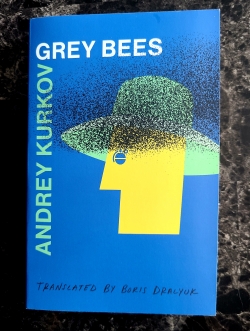 GREY BEES
ANDREY KURKOV
TRANSLATED BY BORIS DRALYUK